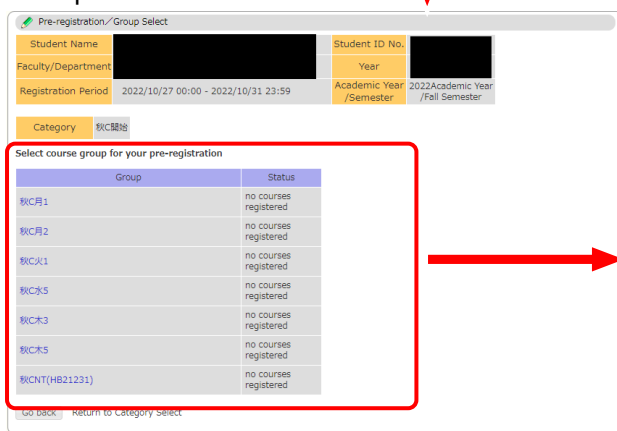 Pre-registration／Group Select
Student Name
Student ID No.
Faculty/Department
Year
Registration Period
2022/10/27 00:00 - 2022/10/31 23:59
Academic Year
/Semester
2022Academic Year
/Fall Semester
Category
秋C開始
Select course group for your pre-registration
Group
Status
秋C月1
no courses
registered
秋C月2
no courses
registered
秋C火1
no courses
registered
秋C水5
no courses
registered
秋C木3
no courses
registered
秋C木5
no courses
registered
秋CNT(HB21231)
no courses
registered
Go back
Return to Category Select